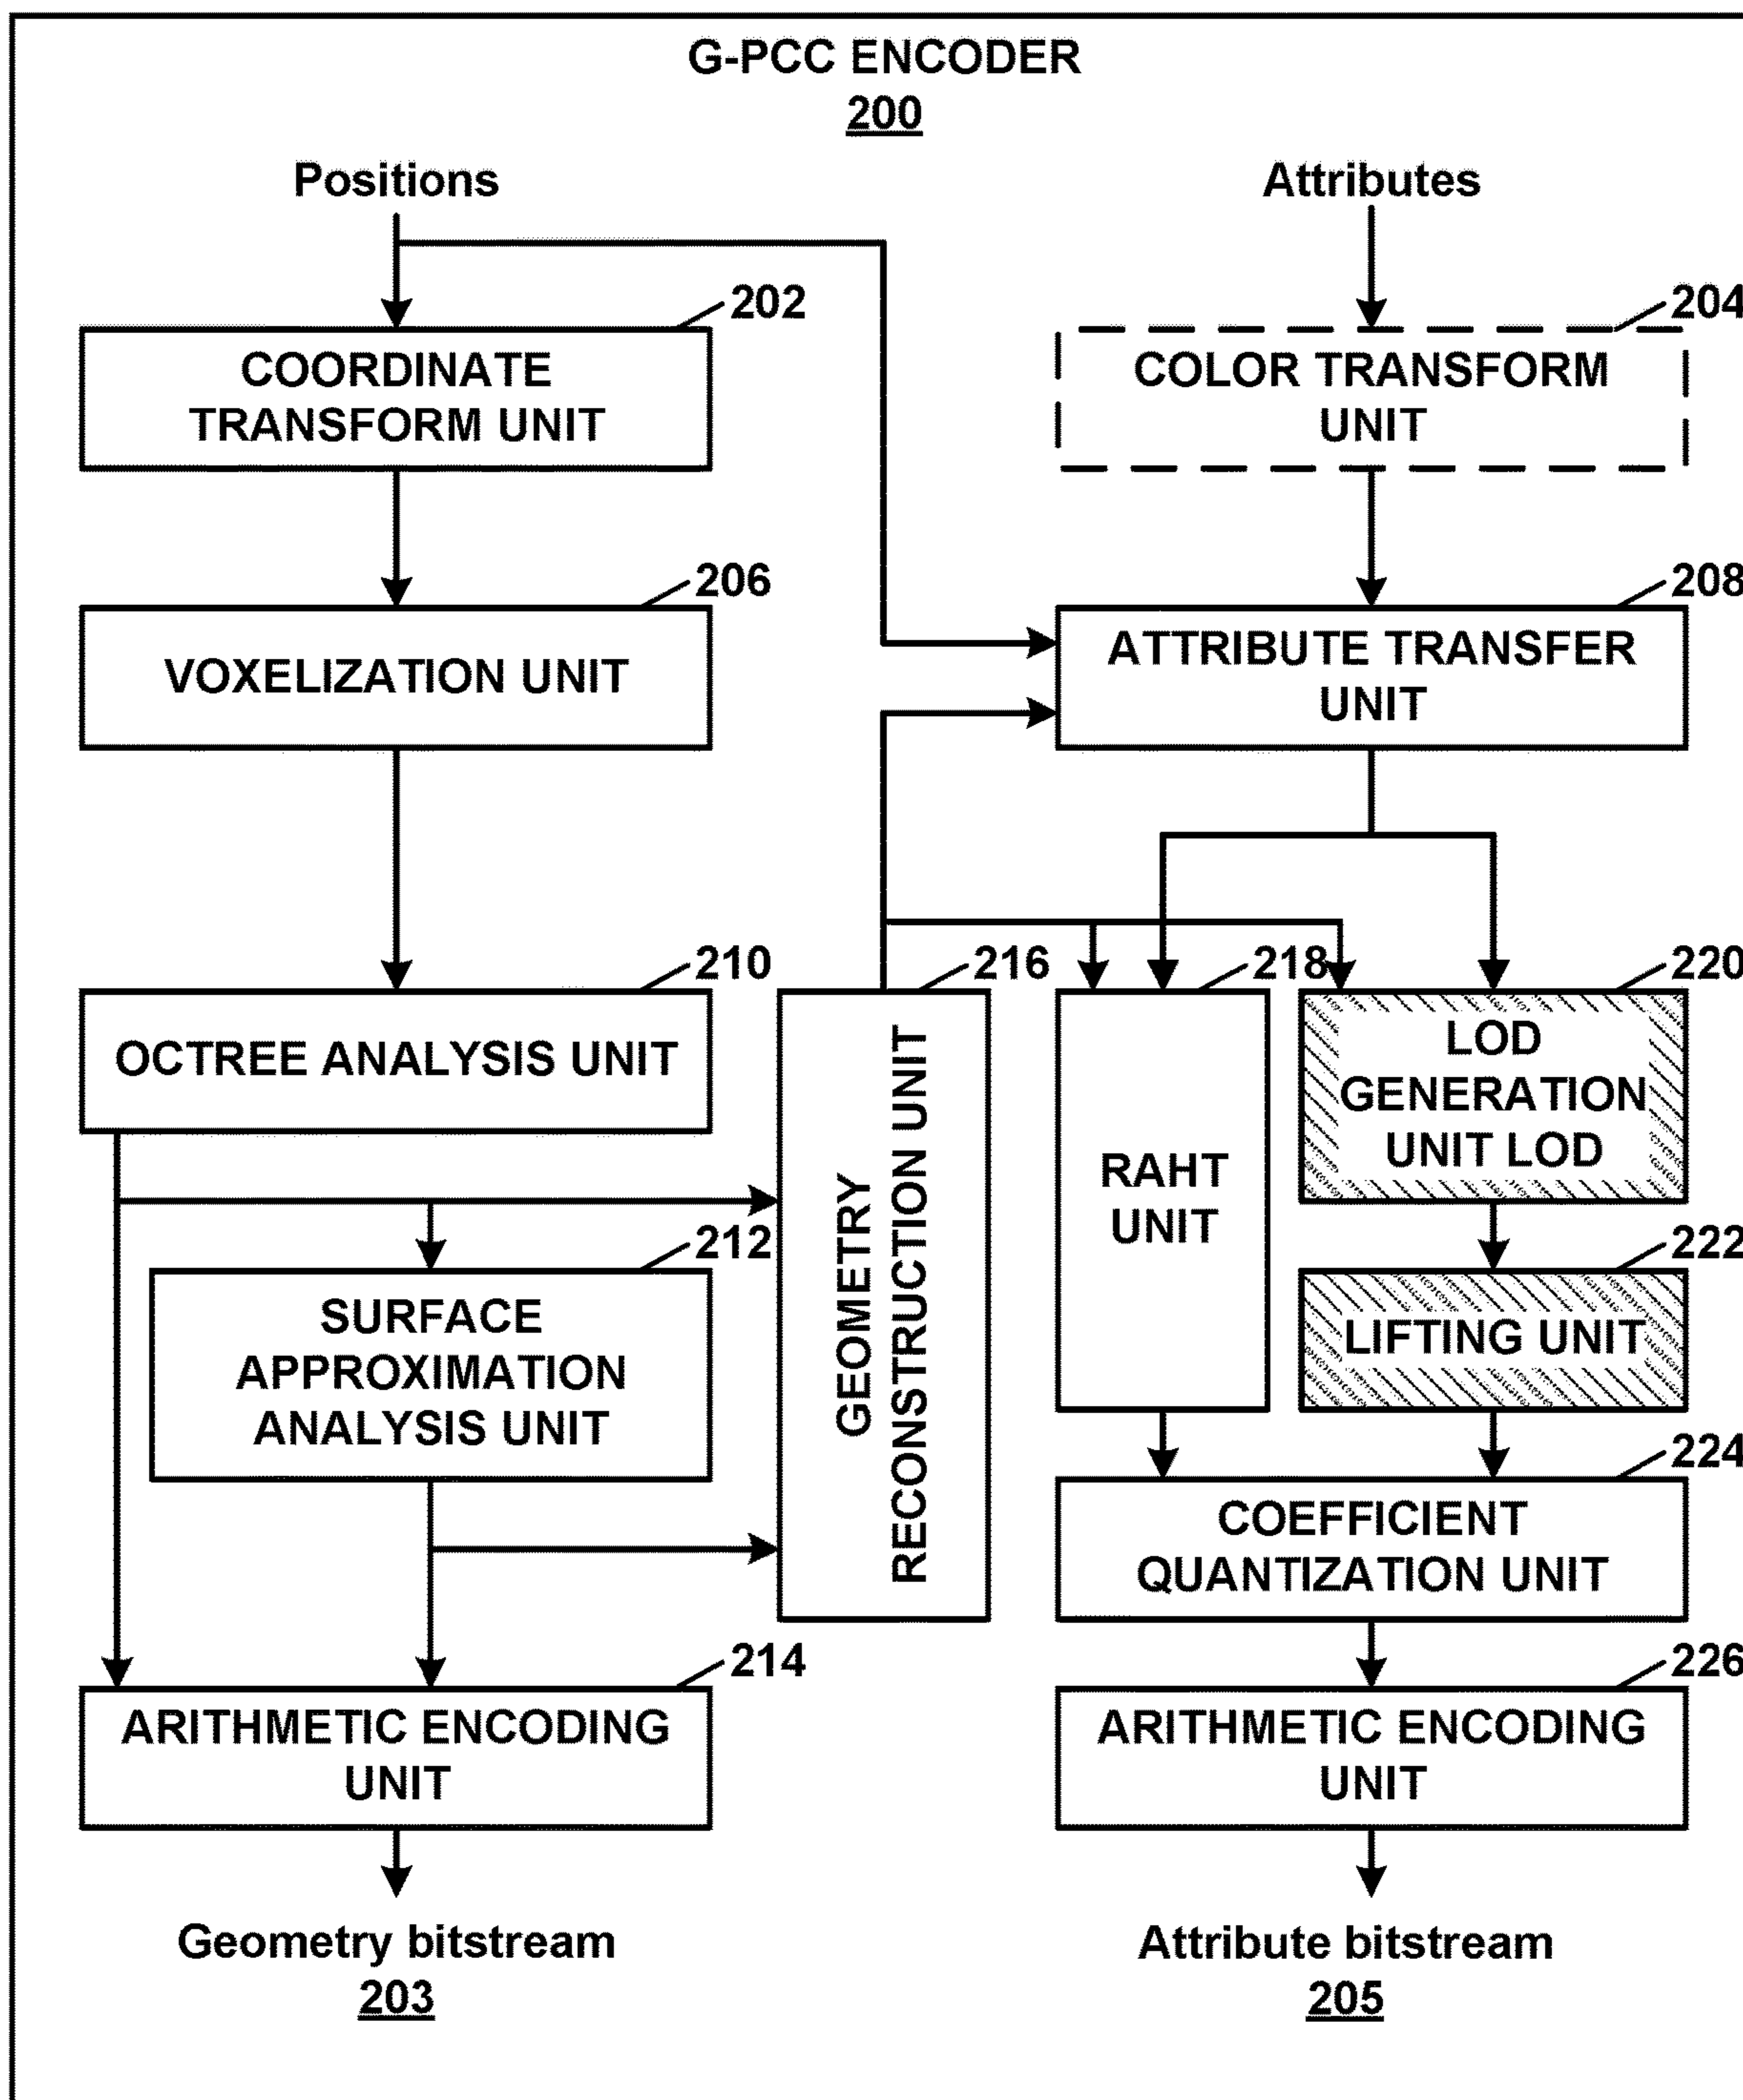 G-PCC ENCODER
200
Positions
Attributes
202
204
COORDINATE
TRANSFORM UNIT
COLOR TRANSFORM
UNIT
206
208
VOXELIZATION UNIT
ATTRIBUTE TRANSFER
UNIT
210
216
218
220
OCTREE ANALYSIS UNIT
GEOMETRY
RECONSTRUCTION UNIT
RAHT
UNIT
LOD
GENERATION
UNIT LOD
212
222
SURFACE
APPROXIMATION
ANALYSIS UNIT
LIFTING UNIT
224
COEFFICIENT
QUANTIZATION UNIT
214
226
ARITHMETIC ENCODING
UNIT
ARITHMETIC ENCODING
UNIT
Geometry bitstream
203
Attribute bitstream
205